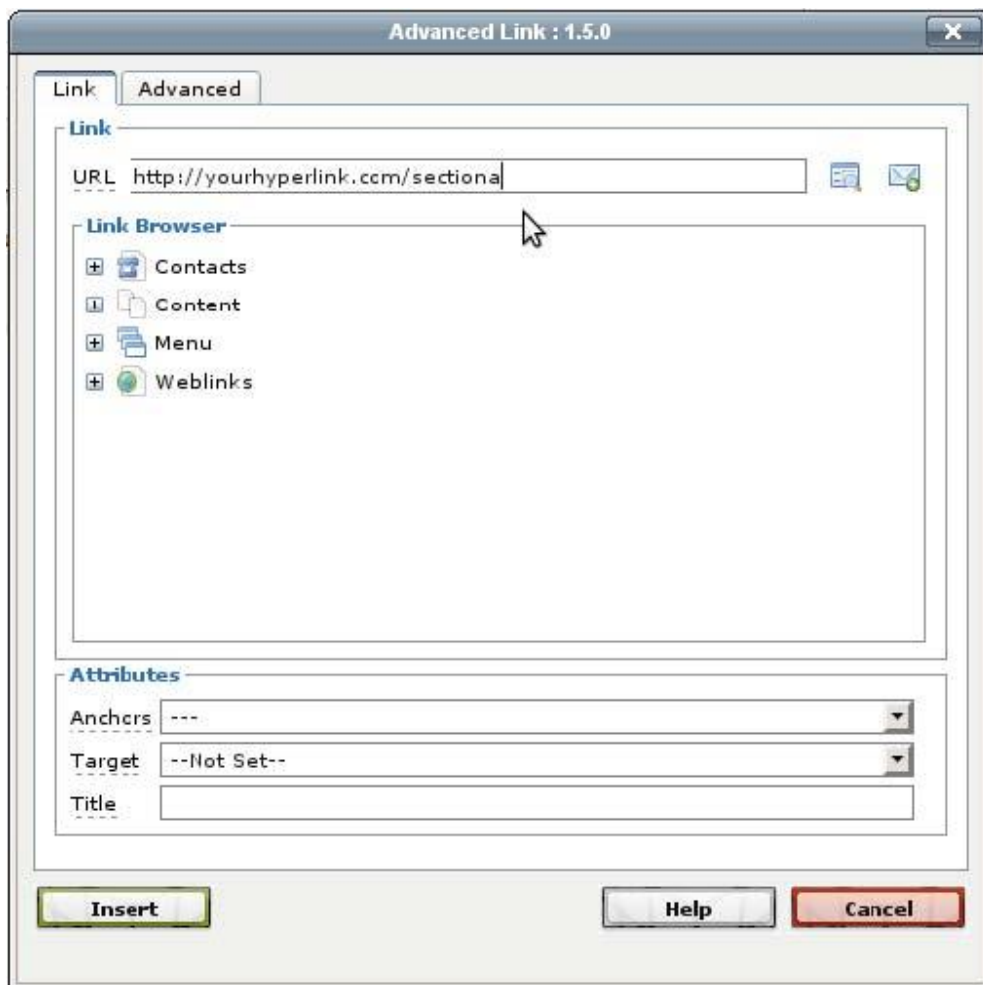 Advanced Link : 1.5.0
Link Advanced
Link
URL http://yourhyperlink.com/sectiona
Link Browser
Contacts
Content
Menu
Weblinks
Attributes
Anchors ---
Target --Not Set--
Title
Insert Help Cancel